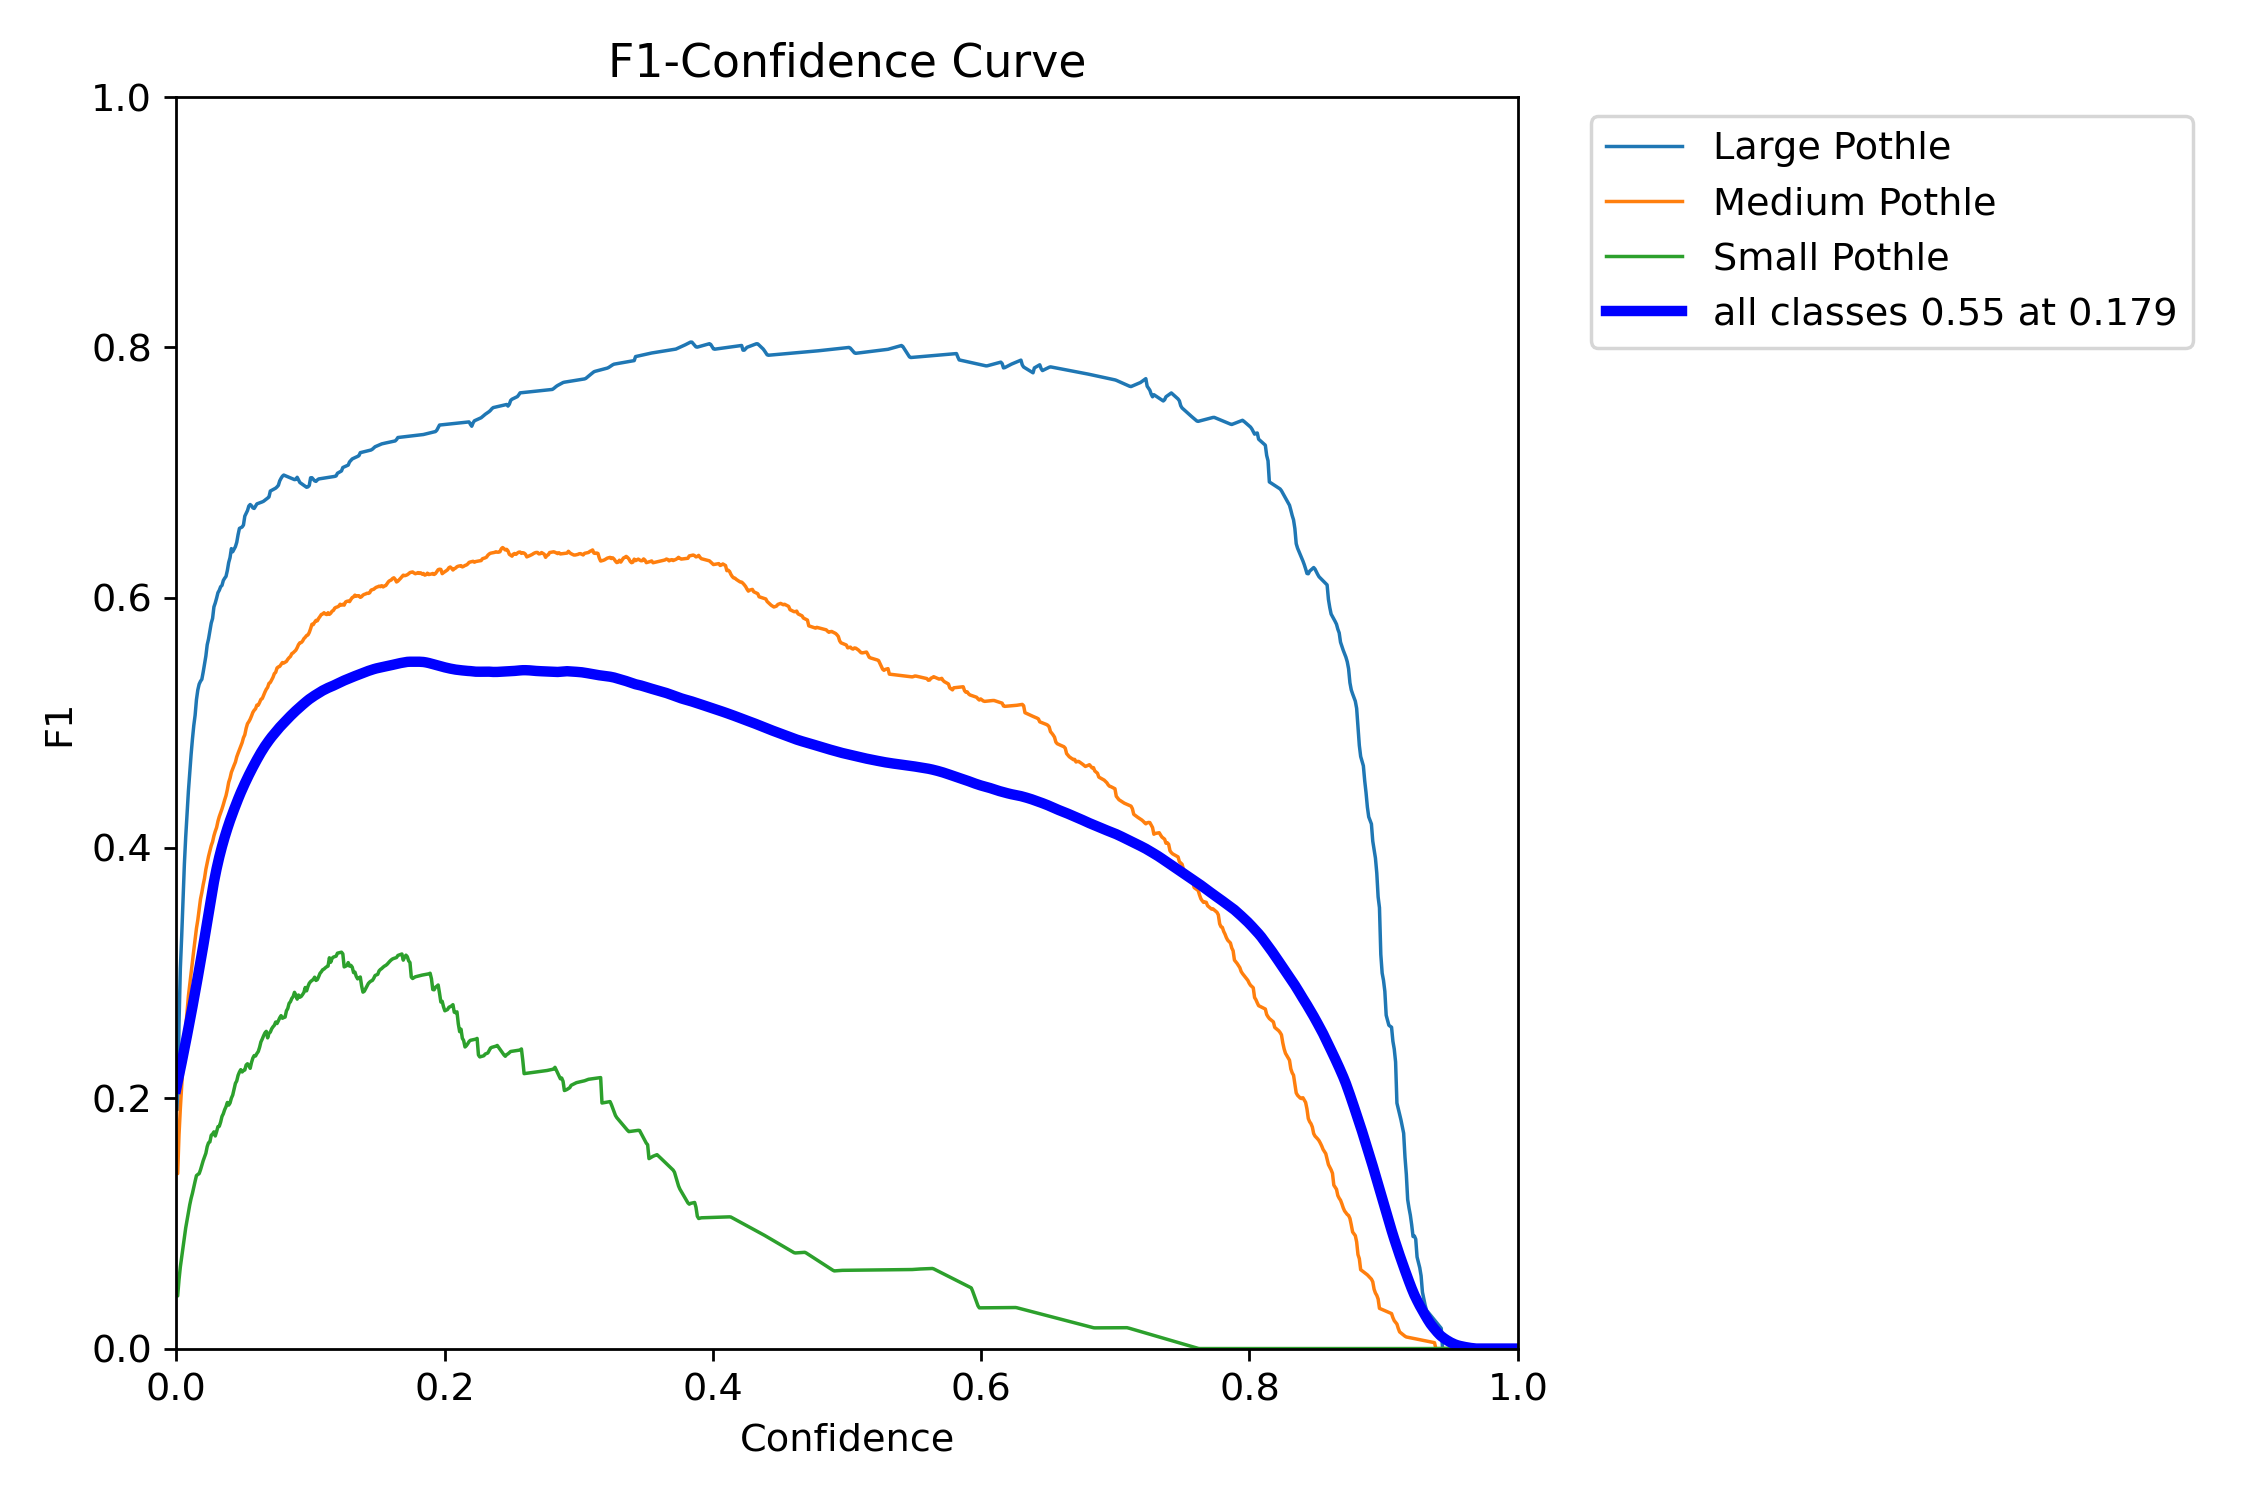 F1-Confidence Curve
1.0
0.8
0.6
0.4
0.2
0.0
F1
0.0 0.2 0.4 0.6 0.8 1.0
Confidence
Large Pothle
Medium Pothle
Small Pothle
all classes 0.55 at 0.179